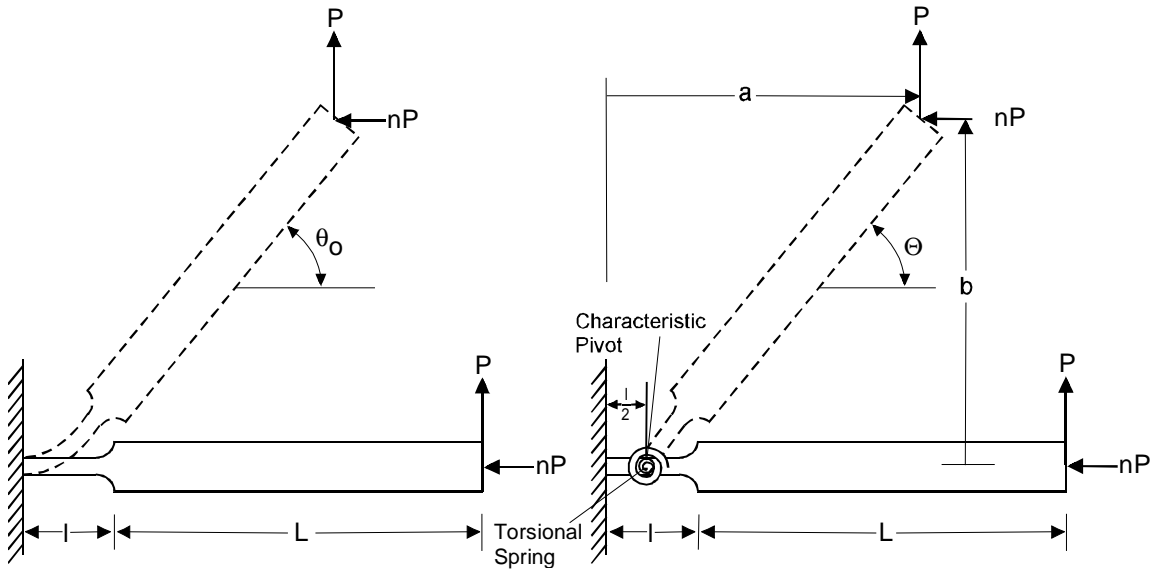 P
nP
θo
P
nP
l
L
P
a
nP
Θ
b
Characteristic
Pivot
l
2
P
nP
Torsional
Spring
l
L